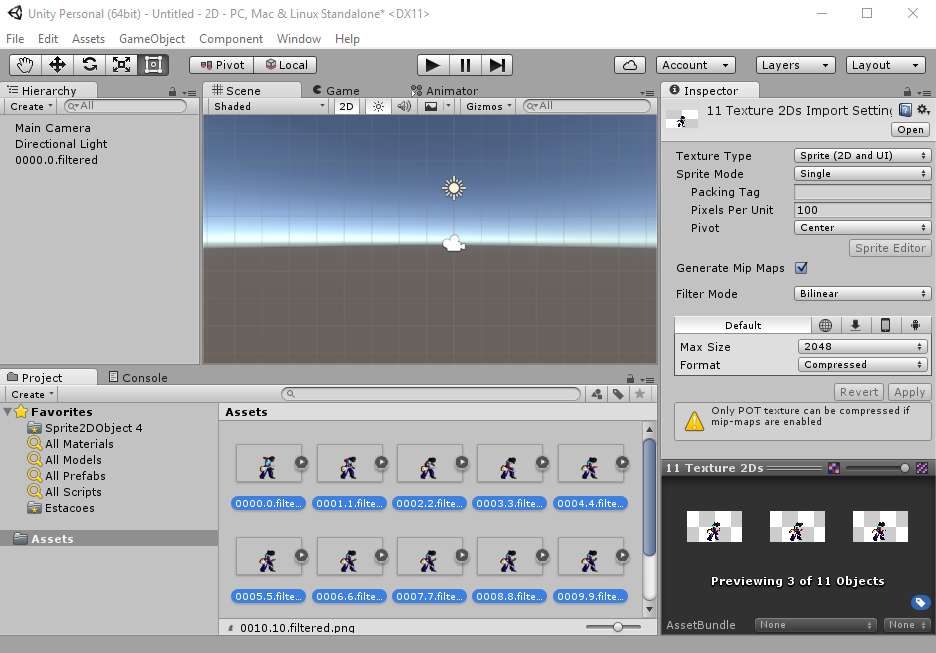 Unity Personal (64bit) - Untitled - 2D - PC, Mac & Linux Standalone* <DX11>
File Edit Assets GameObject Component Window Help
Pivot Local Account Layers Layout
Hierarchy
Create All
Main Camera
Directional Light
0000.0.filtered
Scene Game Animator
Shaded 2D Gizmos All
Inspector
11 Texture 2Ds Import Setting
Open
Texture Type Sprite (2D and UI)
Sprite Mode Single
Packing Tag
Pixels Per Unit 100
Pivot Center
Sprite Editor
Generate Mip Maps
Filter Mode Bilinear
Default
Max Size 2048
Format Compressed
Revert Apply
Only POT texture can be compressed if
mip-maps are enabled
Project Console
Create
Favorites
Sprite2DObject 4
All Materials
All Models
All Prefabs
All Scripts
Estacoes
Assets
Assets
0000.0.filte... 0001.1.filte... 0002.2.filte... 0003.3.filte... 0004.4.filte...
0005.5.filte... 0006.6.filte... 0007.7.filte... 0008.8.filte... 0009.9.filte...
0010.10.filtered.png
11 Texture 2Ds
Previewing 3 of 11 Objects
AssetBundle None None